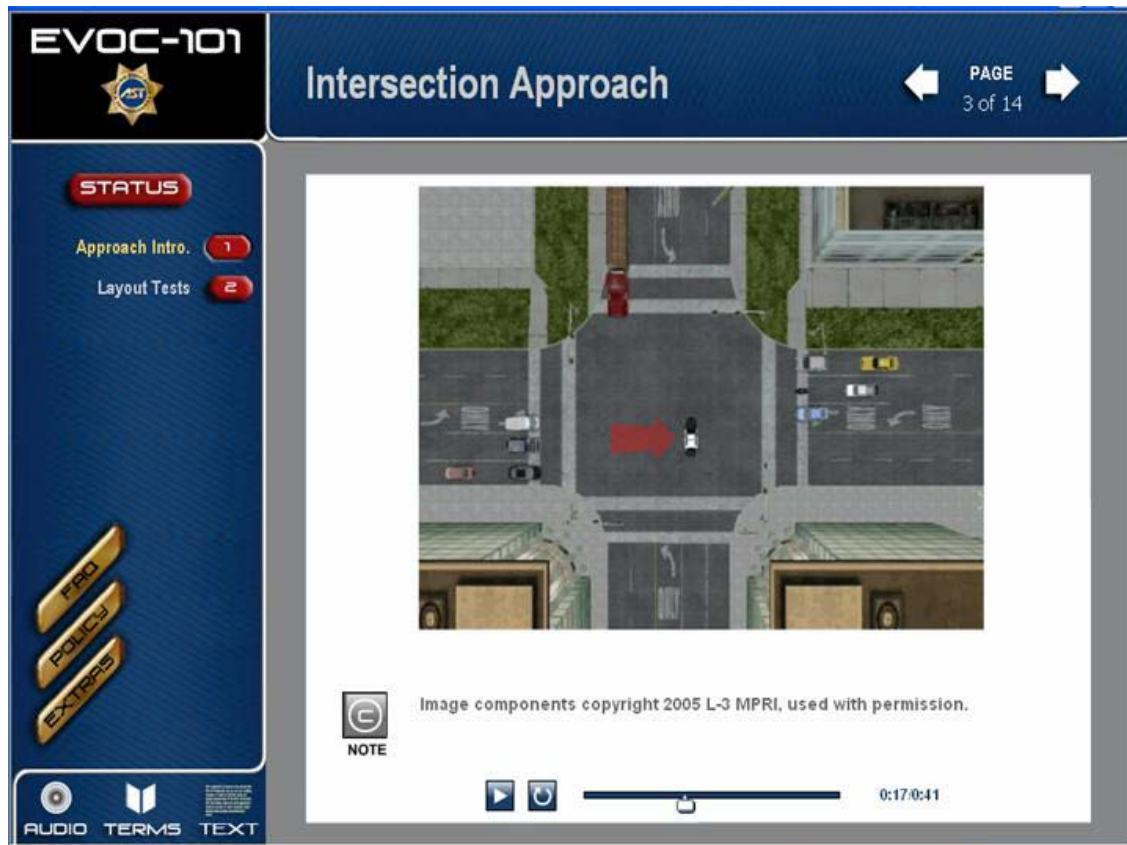 EVOC-101
AST
Intersection Approach
PAGE
3 of 14
STATUS
Approach Intro. 1
Layout Tests 2
FAQ
POLICY
EXTRAS
Image components copyright 2005 L-3 MPRI, used with permission.
NOTE
0:17/0:41
AUDIO TERMS TEXT